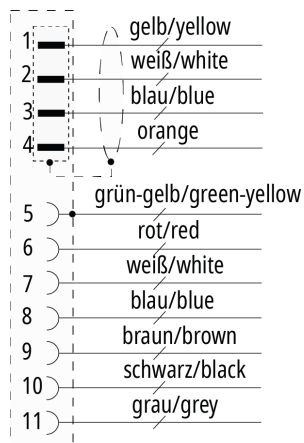 1 gelb/yellow
2 weiß/white
3 blau/blue
4 orange
5 grün-gelb/green-yellow
6 rot/red
7 weiß/white
8 blau/blue
9 braun/brown
10 schwarz/black
11 grau/grey